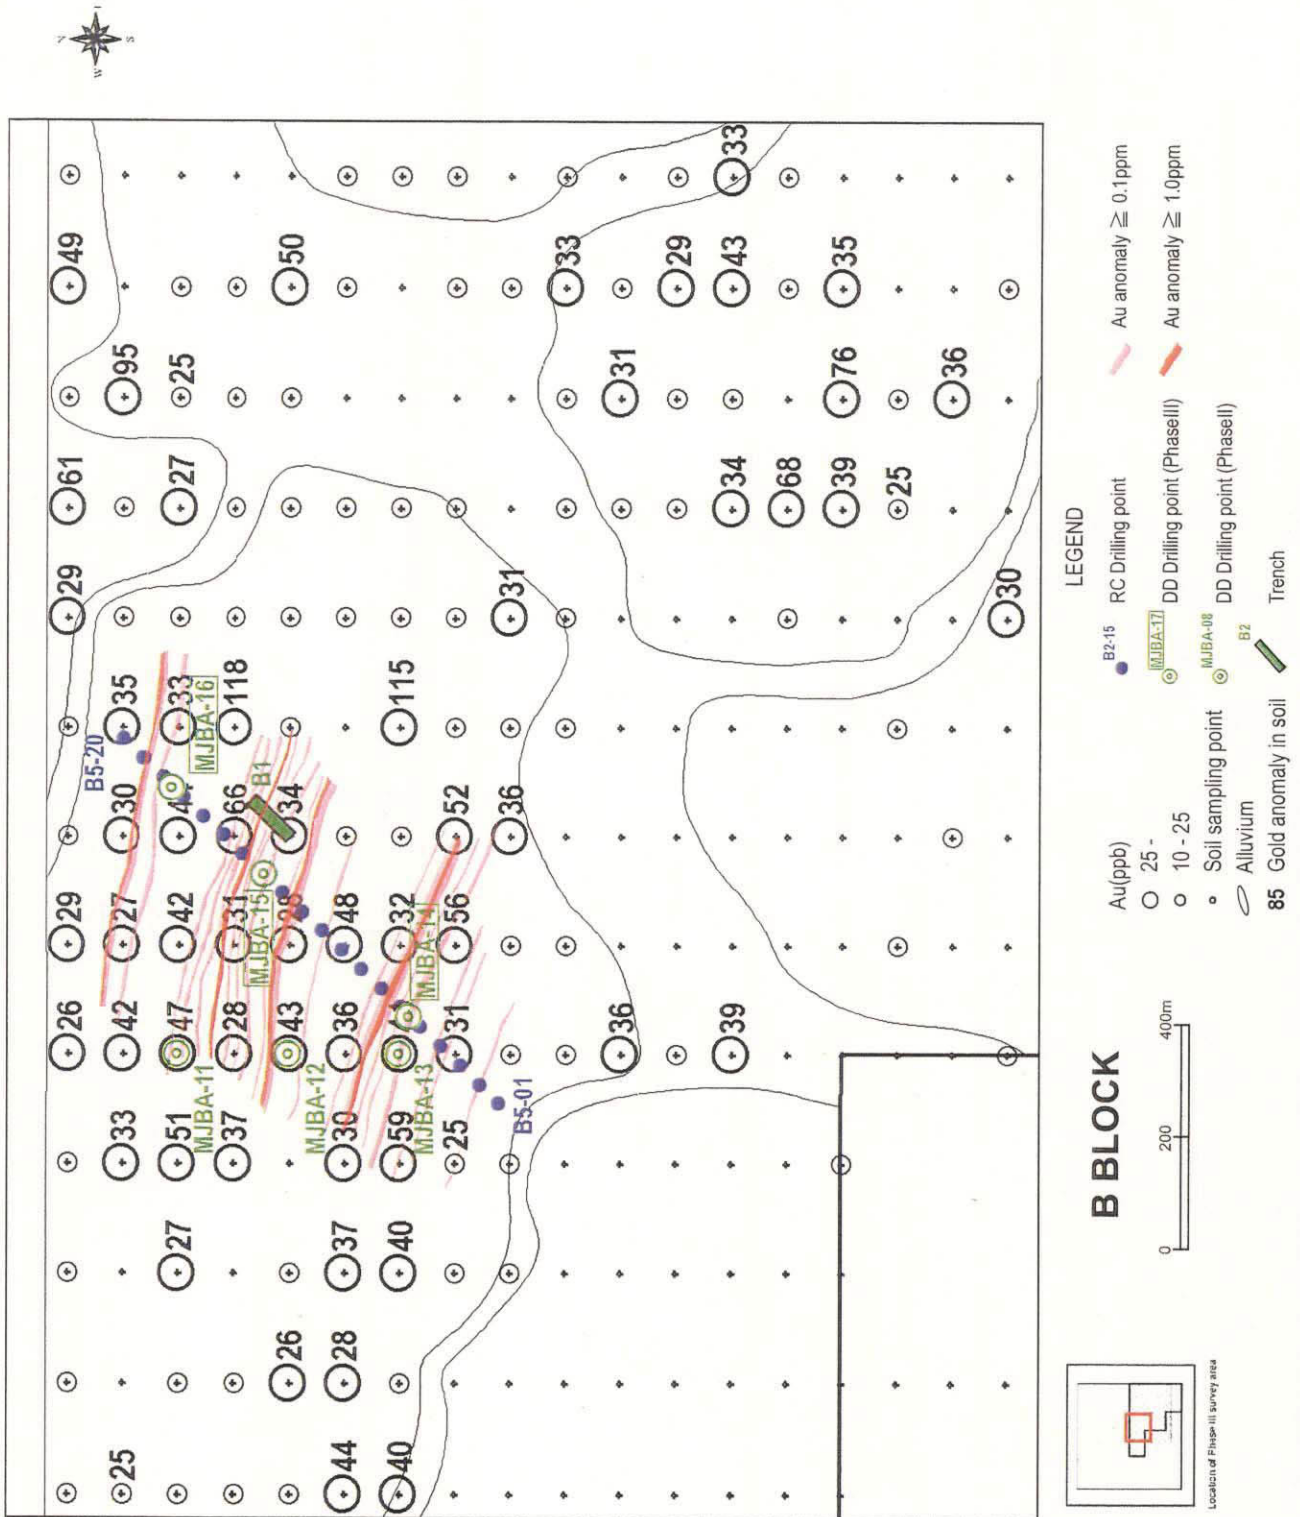 N
W
S
26 29 29 61 49
B5-20
25 33 42 27 30 35 95
27 51 47 42 33 27 25
MJBA-11
MJBA-16
37 28 31 66 118
MJBA-15
B1
26 43 34 50
MJBA-12
44 28 37 30 36 48
40 40 59 32 115
MJBA-13
MJBA-14
25 31 56 52
36 31
B5-01
33
36 31
29
39 34 43 33
68
39 76 35
25
36
30
Location of Phase III survey area
B BLOCK
0 200 400m
LEGEND
Au(ppb)
25 -
10 - 25
Soil sampling point
Alluvium
85 Gold anomaly in soil
B2-15 RC Drilling point
MJBA-17 DD Drilling point (PhaseIII)
MJBA-08 DD Drilling point (PhaseII)
B2 Trench
Au anomaly ≧ 0.1ppm
Au anomaly ≧ 1.0ppm